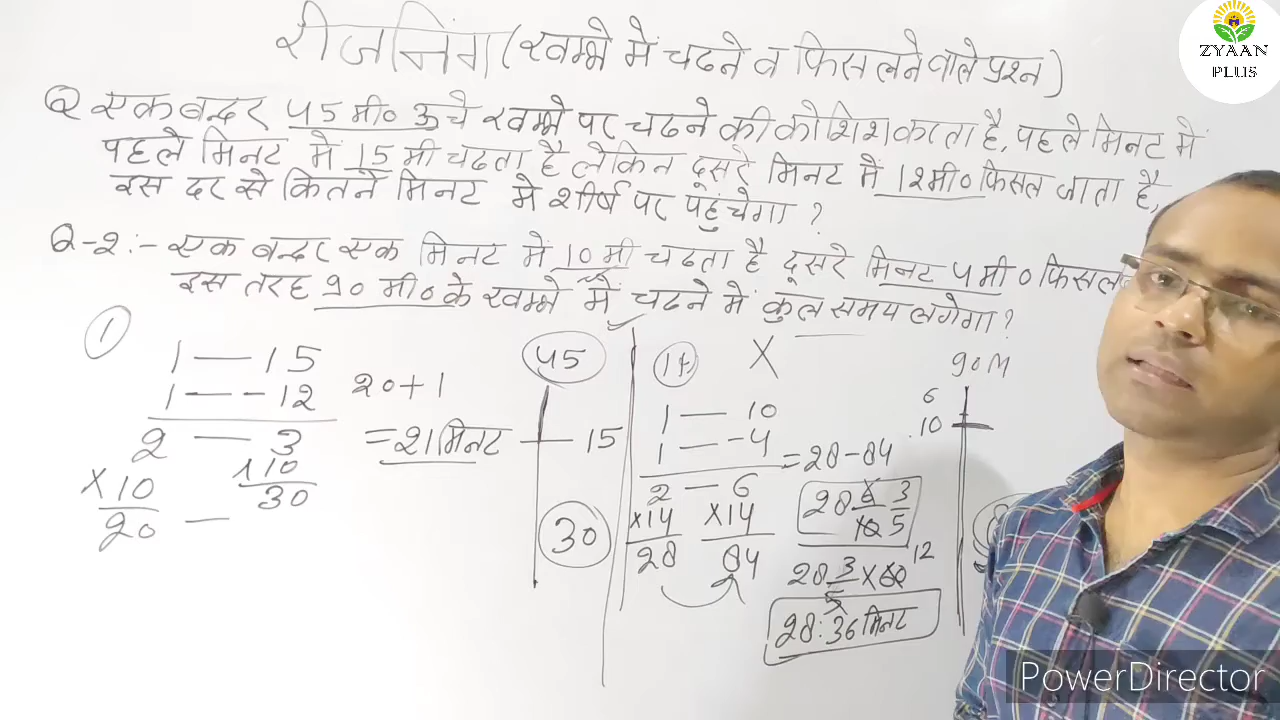 रीजनिंग (खम्भे में चढने व फिसलने वाले प्रश्न)
ZYAAN
PLUS
Q एक बन्दर 45 मी० ऊंचे खम्भे पर चढने की कोशिश करता है, पहले मिनट में
पहले मिनट में 15 मी चढता है लेकिन दूसरे मिनट में 12मी० फिसल जाता है,
इस दर से कितने मिनट मे शीर्ष पर पहुंचेगा ?
Q-2:- एक बन्दर एक मिनट में 10 मी चढता है दूसरे मिनट 4 मी०
इस तरह 90 मी० के खम्भे में चढने में कुल समय लगेगा ?
1
1 — 15
1 — -12
2 — 3
×10 ×10
20 — 30
20+1
= 21 मिनट
45
15
30
X
1 — 10
1 — -4
2 — 6
×14 ×14
28 84
= 28-84
28 6/10 3/5
28 3/5 × 60 12
28:36 मिनट
90M
6
10
PowerDirector